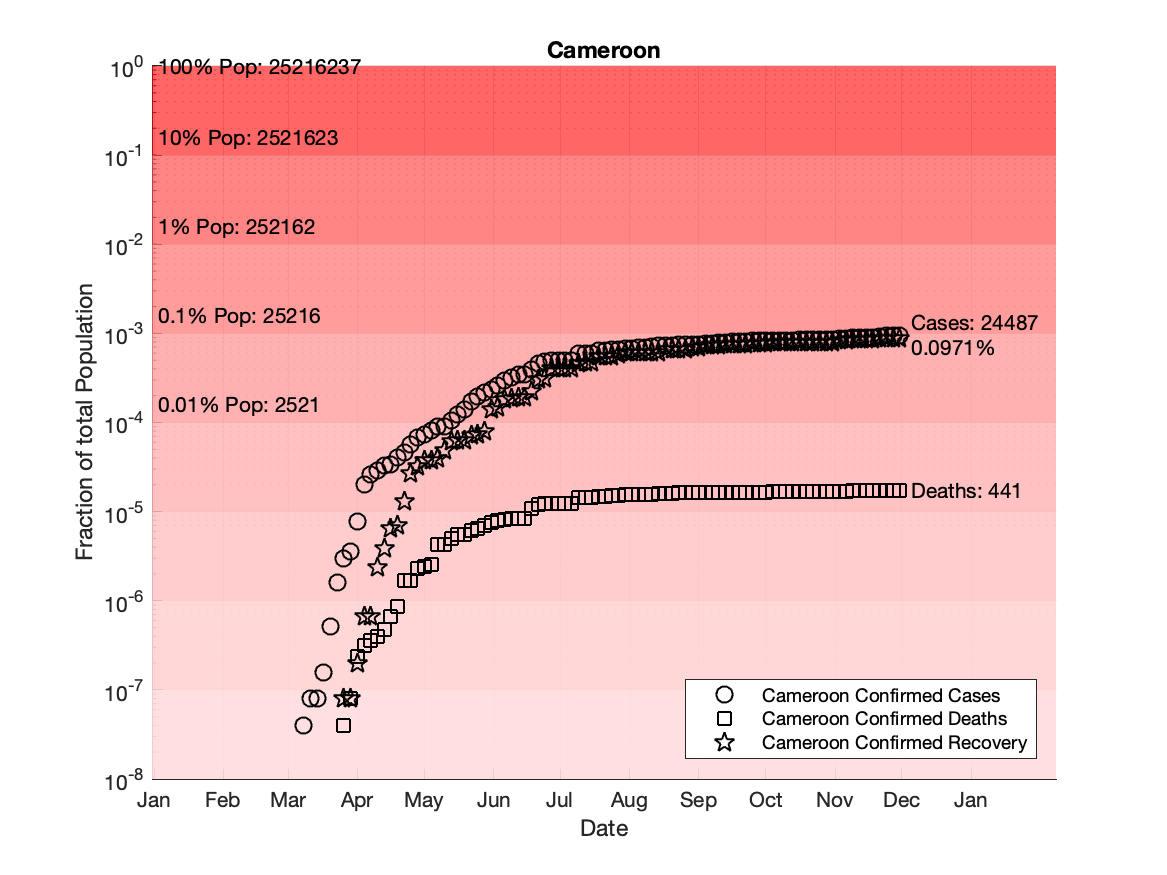 Cameroon
Fraction of total Population
10^0
100% Pop: 25216237
10% Pop: 2521623
10^-1
1% Pop: 252162
10^-2
0.1% Pop: 25216
10^-3
Cases: 24487
0.0971%
0.01% Pop: 2521
10^-4
Deaths: 441
10^-5
10^-6
10^-7
10^-8
Cameroon Confirmed Cases
Cameroon Confirmed Deaths
Cameroon Confirmed Recovery
Jan Feb Mar Apr May Jun Jul Aug Sep Oct Nov Dec Jan
Date